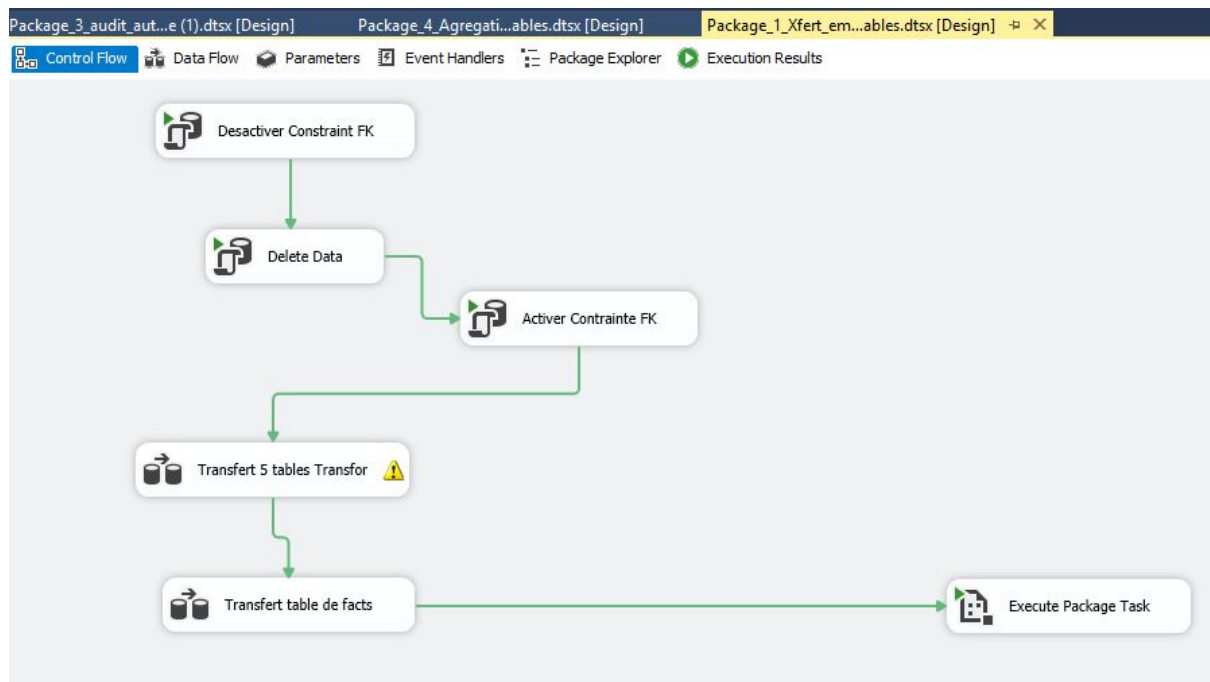 Package_3_audit_aut...e (1).dtsx [Design] Package_4_Agregati...ables.dtsx [Design] Package_1_Xfert_em...ables.dtsx [Design]
Control Flow Data Flow Parameters Event Handlers Package Explorer Execution Results
Desactiver Constraint FK
Delete Data
Activer Contrainte FK
Transfert 5 tables Transfor
Transfert table de facts
Execute Package Task